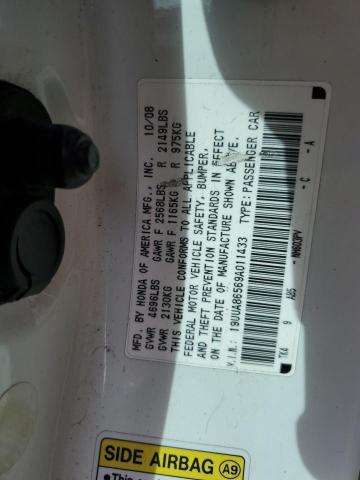 MFD. BY HONDA OF AMERICA MFG., INC. 10/08
GVWR 4696LBS GAWR F 2568LBS R 2149LBS
GVWR 2130KG GAWR F 1165KG R 975KG
THIS VEHICLE CONFORMS TO ALL APPLICABLE
FEDERAL MOTOR VEHICLE SAFETY, BUMPER,
AND THEFT PREVENTION STANDARDS IN EFFECT
ON THE DATE OF MANUFACTURE SHOWN ABOVE.
V.I.N.: 19UUA86569A011433 TYPE:PASSENGER CAR
TK4 9 AB5 NH603PV - C - A
SIDE AIRBAG A9